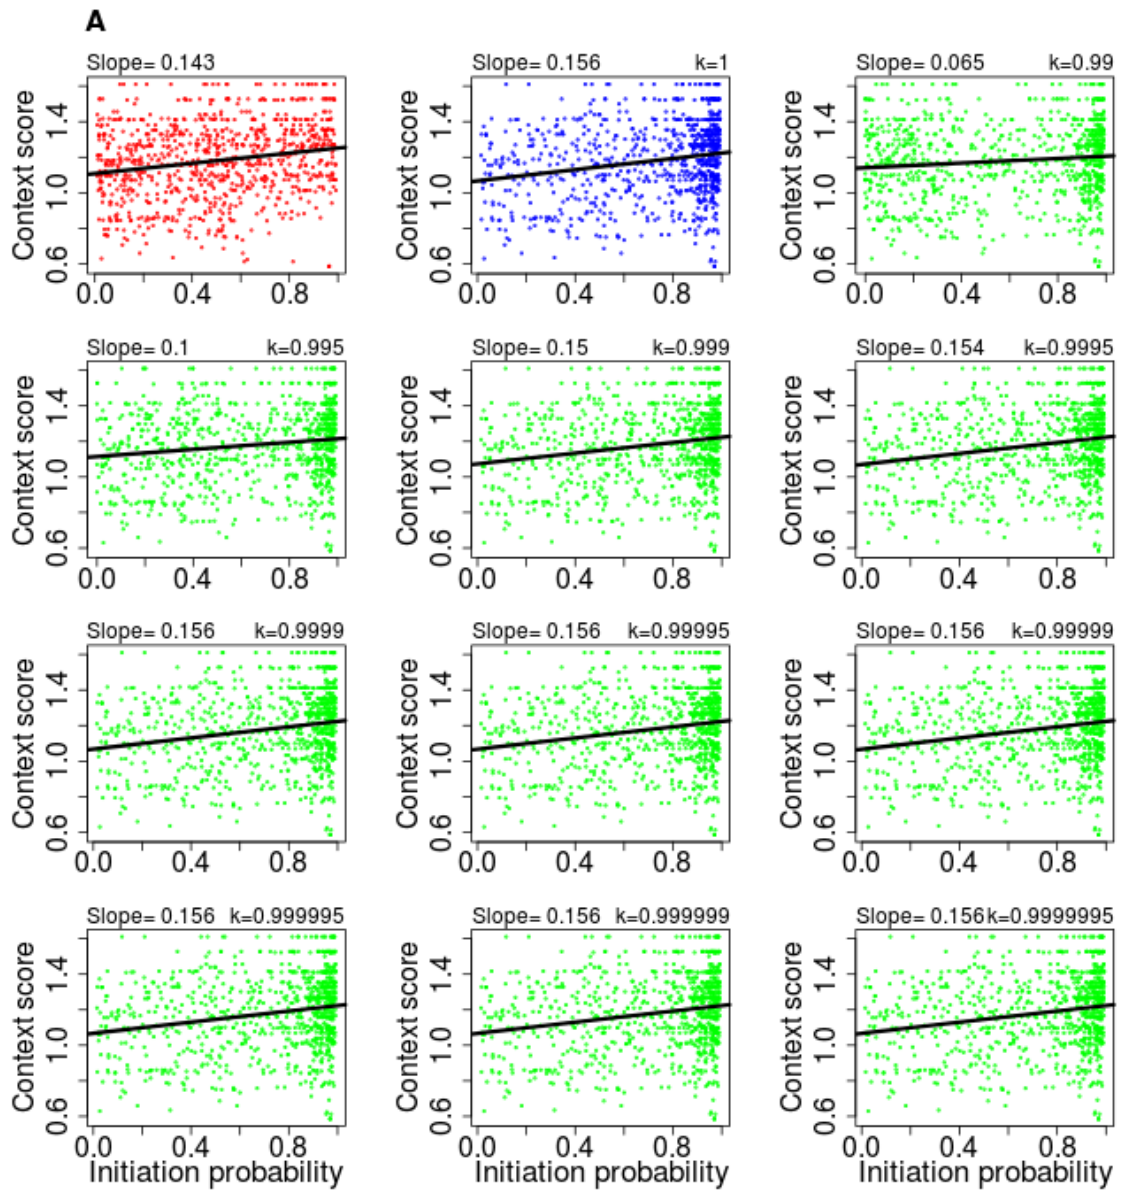 A
Slope= 0.143
Slope= 0.156 k=1
Slope= 0.065 k=0.99
Context score
0.6 1.0 1.4
0.0 0.4 0.8
Context score
0.6 1.0 1.4
0.0 0.4 0.8
Context score
0.6 1.0 1.4
0.0 0.4 0.8
Slope= 0.1 k=0.995
Slope= 0.15 k=0.999
Slope= 0.154 k=0.9995
Context score
0.6 1.0 1.4
0.0 0.4 0.8
Context score
0.6 1.0 1.4
0.0 0.4 0.8
Context score
0.6 1.0 1.4
0.0 0.4 0.8
Slope= 0.156 k=0.9999
Slope= 0.156 k=0.99995
Slope= 0.156 k=0.99999
Context score
0.6 1.0 1.4
0.0 0.4 0.8
Context score
0.6 1.0 1.4
0.0 0.4 0.8
Context score
0.6 1.0 1.4
0.0 0.4 0.8
Slope= 0.156 k=0.999995
Slope= 0.156 k=0.999999
Slope= 0.156 k=0.9999995
Context score
0.6 1.0 1.4
0.0 0.4 0.8
Initiation probability
Context score
0.6 1.0 1.4
0.0 0.4 0.8
Initiation probability
Context score
0.6 1.0 1.4
0.0 0.4 0.8
Initiation probability